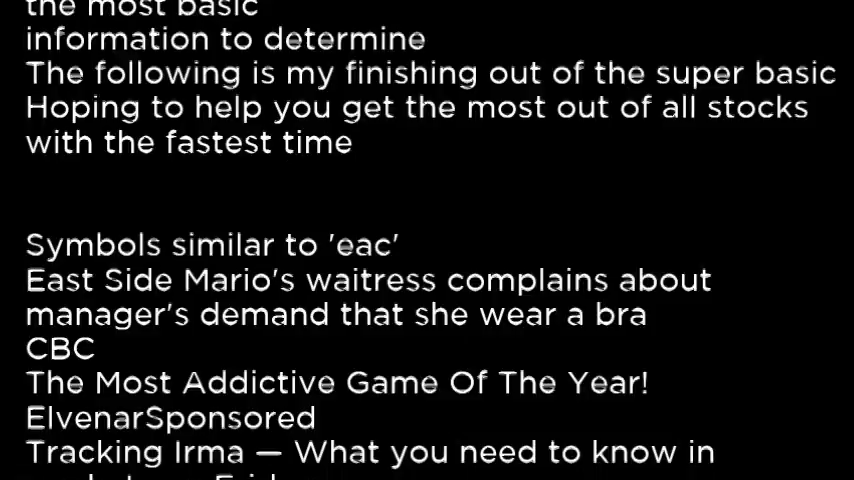 the most basic
information to determine
The following is my finishing out of the super basic
Hoping to help you get the most out of all stocks
with the fastest time
Symbols similar to 'eac'
East Side Mario's waitress complains about
manager's demand that she wear a bra
CBC
The Most Addictive Game Of The Year!
ElvenarSponsored
Tracking Irma — What you need to know in